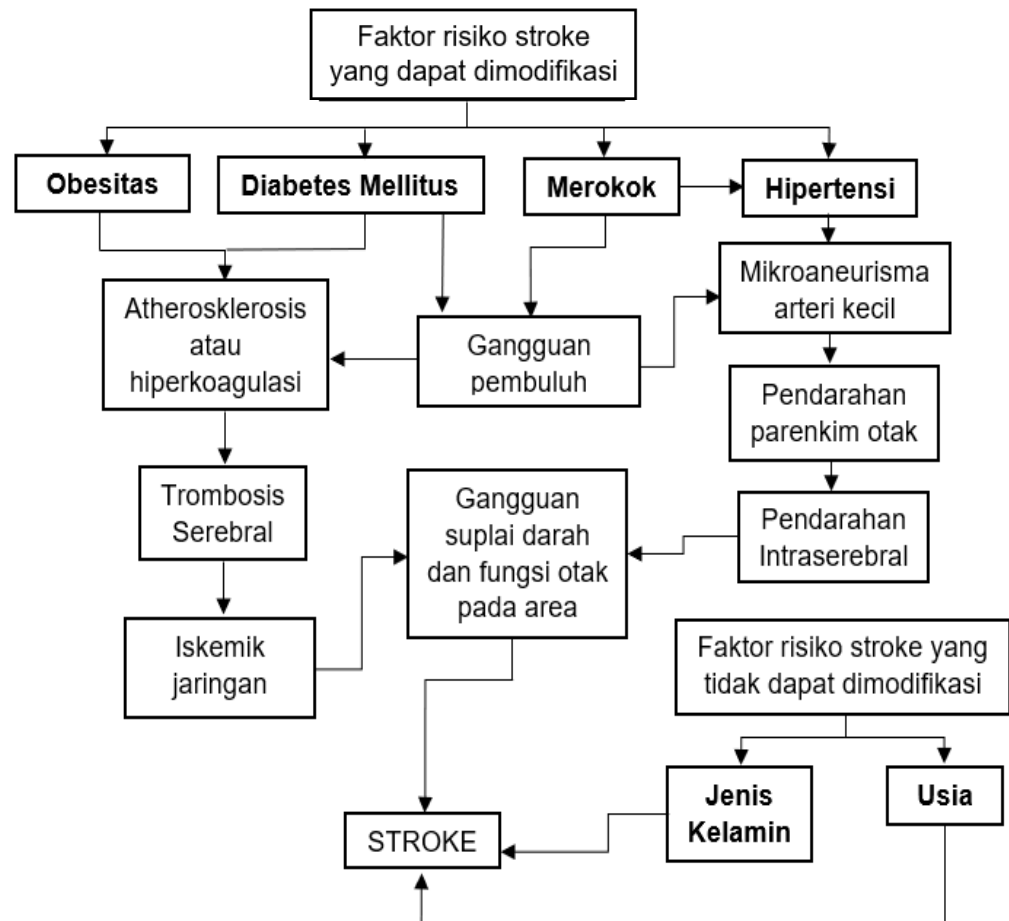 Faktor risiko stroke
yang dapat dimodifikasi
Obesitas
Diabetes Mellitus
Merokok
Hipertensi
Atherosklerosis
atau
hiperkoagulasi
Gangguan
pembuluh
Mikroaneurisma
arteri kecil
Pendarahan
parenkim otak
Trombosis
Serebral
Gangguan
suplai darah
dan fungsi otak
pada area
Pendarahan
Intraserebral
Iskemik
jaringan
Faktor risiko stroke yang
tidak dapat dimodifikasi
Jenis
Kelamin
Usia
STROKE